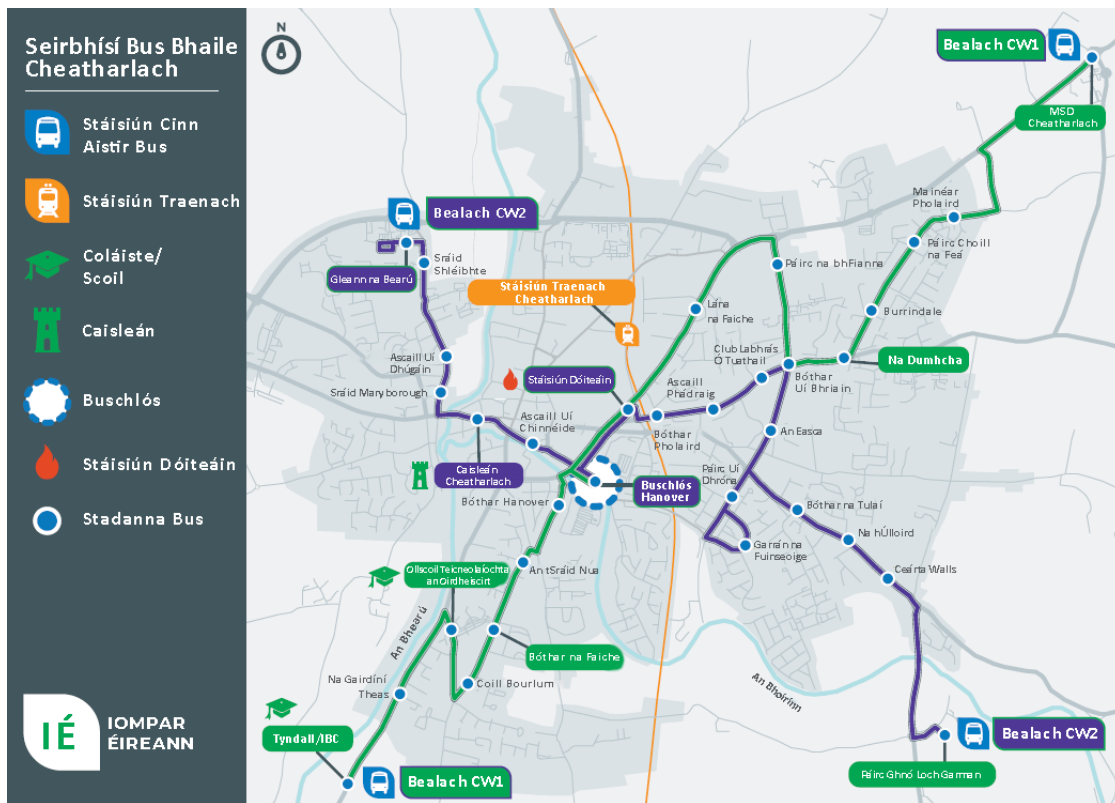 Seirbhísí Bus Bhaile
Cheatharlach
Stáisiún Cinn
Aistir Bus
Stáisiún Traenach
Coláiste/
Scoil
Caisleán
Buschlós
Stáisiún Dóiteáin
Stadanna Bus
IÉ
IOMPAR
ÉIREANN
N
Bealach CW1
MSD
Cheatharlach
Mainéar
Pholaird
Páirc Choill
na Feá
Burrindale
Na Dumhcha
Páirc na bhFianna
Lána
na Faiche
Club Labhráis
Ó Tuathail
Bóthar
Uí Bhriain
Bealach CW2
Gleann na Bearú
Sráid
Shléibhte
Stáisiún Traenach
Cheatharlach
Ascaill Uí
Dhúgáin
Sráid Maryborough
Stáisiún Dóiteáin
Ascaill
Phádraig
Bóthar
Pholaird
Ascaill Uí
Chinnéide
Caisleán
Cheatharlach
Buschlós
Hanover
An Easca
Páirc Uí
Dhróna
Bóthar na Tulaí
Na hÚlloird
Garrán na
Fuinseoige
Ceárta Walls
Bóthar Hanover
An tSráid Nua
Ollscoil Teicneolaíochta
an Oirdheiscirt
Bóthar na Faiche
An Bhearú
Coill Bourlum
Na Gairdíní
Theas
Tyndall/IBC
Bealach CW1
An Bhoirínn
Bealach CW2
Páirc Ghnó Loch Garman